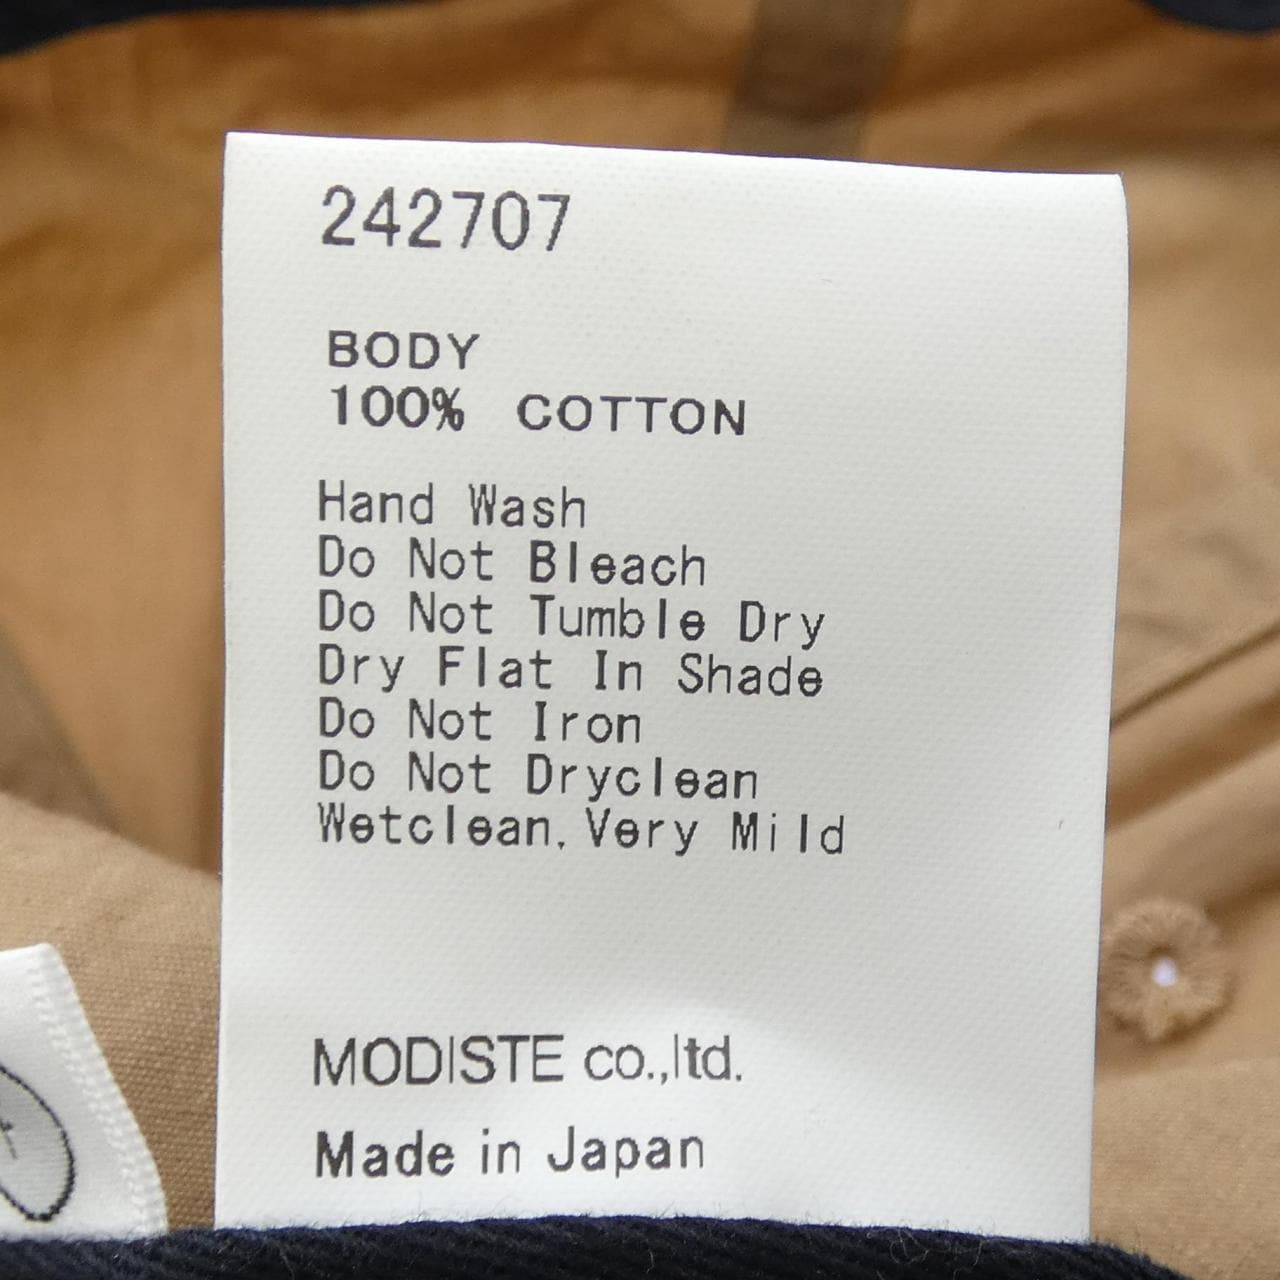 242707
BODY
100% COTTON
Hand Wash
Do Not Bleach
Do Not Tumble Dry
Dry Flat In Shade
Do Not Iron
Do Not Dryclean
Wetclean, Very Mild
MODISTE co.,ltd.
Made in Japan